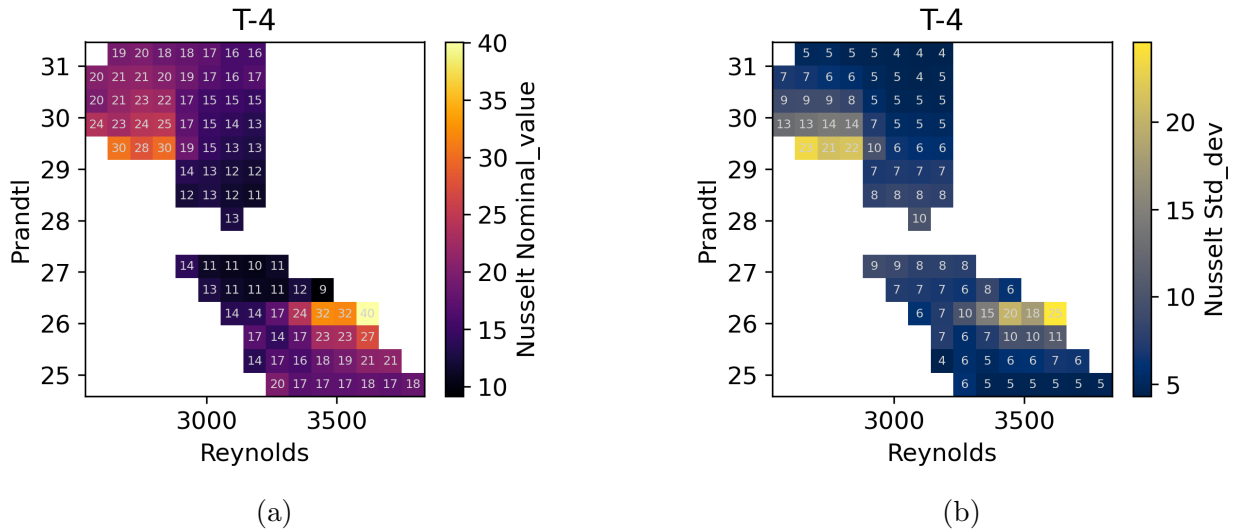 T-4
19 20 18 18 17 16 16
20 21 21 20 19 17 16 17
20 21 23 22 17 15 15 15
24 23 24 25 17 15 14 13
30 28 30 19 15 13 13
14 13 12 12
12 13 12 11
13
14 11 11 10 11
13 11 11 11 12 9
14 14 17 24 32 32 40
17 14 17 23 23 27
14 17 16 18 19 21 21
20 17 17 17 18 17 18
31
30
29
28
27
26
25
Prandtl
3000 3500
Reynolds
40
35
30
25
20
15
10
Nusselt Nominal_value
(a)
T-4
5 5 5 5 4 4 4
7 7 6 6 5 5 4 5
9 9 9 8 5 5 5 5
13 13 14 14 7 5 5 5
21 22 10 6 6 6
7 7 7 7
8 8 8 8
10
9 9 8 8 8
7 7 7 6 8 6
6 7 10 15 20 18
7 6 7 10 10 11
4 6 5 6 6 7 6
6 5 5 5 5 5 5
31
30
29
28
27
26
25
Prandtl
3000 3500
Reynolds
20
15
10
5
Nusselt Std_dev
(b)